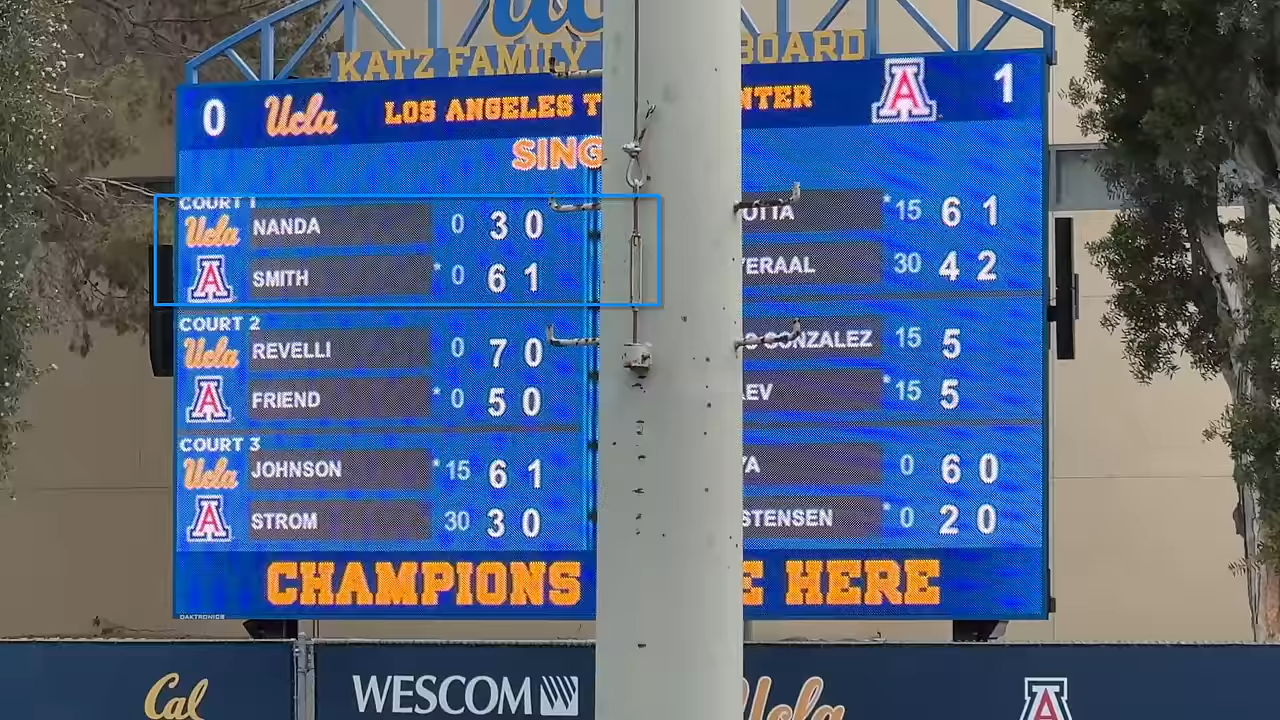 KATZ FAMILY BOARD
0 Ucla LOS ANGELES T NTER A 1
SING
COURT 1
Ucla NANDA 0 3 0
A SMITH * 0 6 1
COURT 2
Ucla REVELLI 0 7 0
A FRIEND * 0 5 0
COURT 3
Ucla JOHNSON * 15 6 1
A STROM 30 3 0
OTTA * 15 6 1
ERAAL 30 4 2
GONZALEZ 15 5
EV * 15 5
YA 0 6 0
STENSEN * 0 2 0
CHAMPIONS E HERE
DAKTRONICS
Cal WESCOM Ucla A